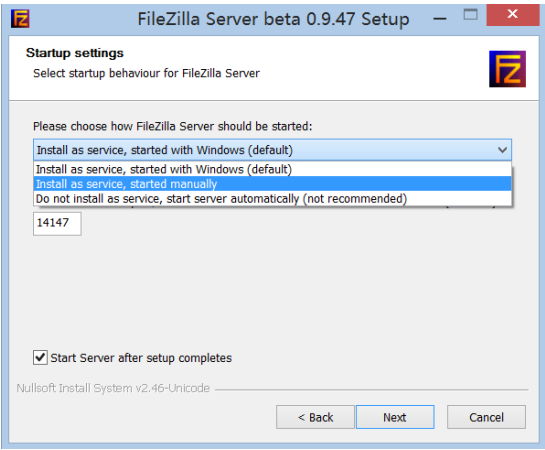 FileZilla Server beta 0.9.47 Setup
Startup settings
Select startup behaviour for FileZilla Server
Please choose how FileZilla Server should be started:
Install as service, started with Windows (default)
Install as service, started with Windows (default)
Install as service, started manually
Do not install as service, start server automatically (not recommended)
14147
Start Server after setup completes
Nullsoft Install System v2.46-Unicode
< Back
Next
Cancel